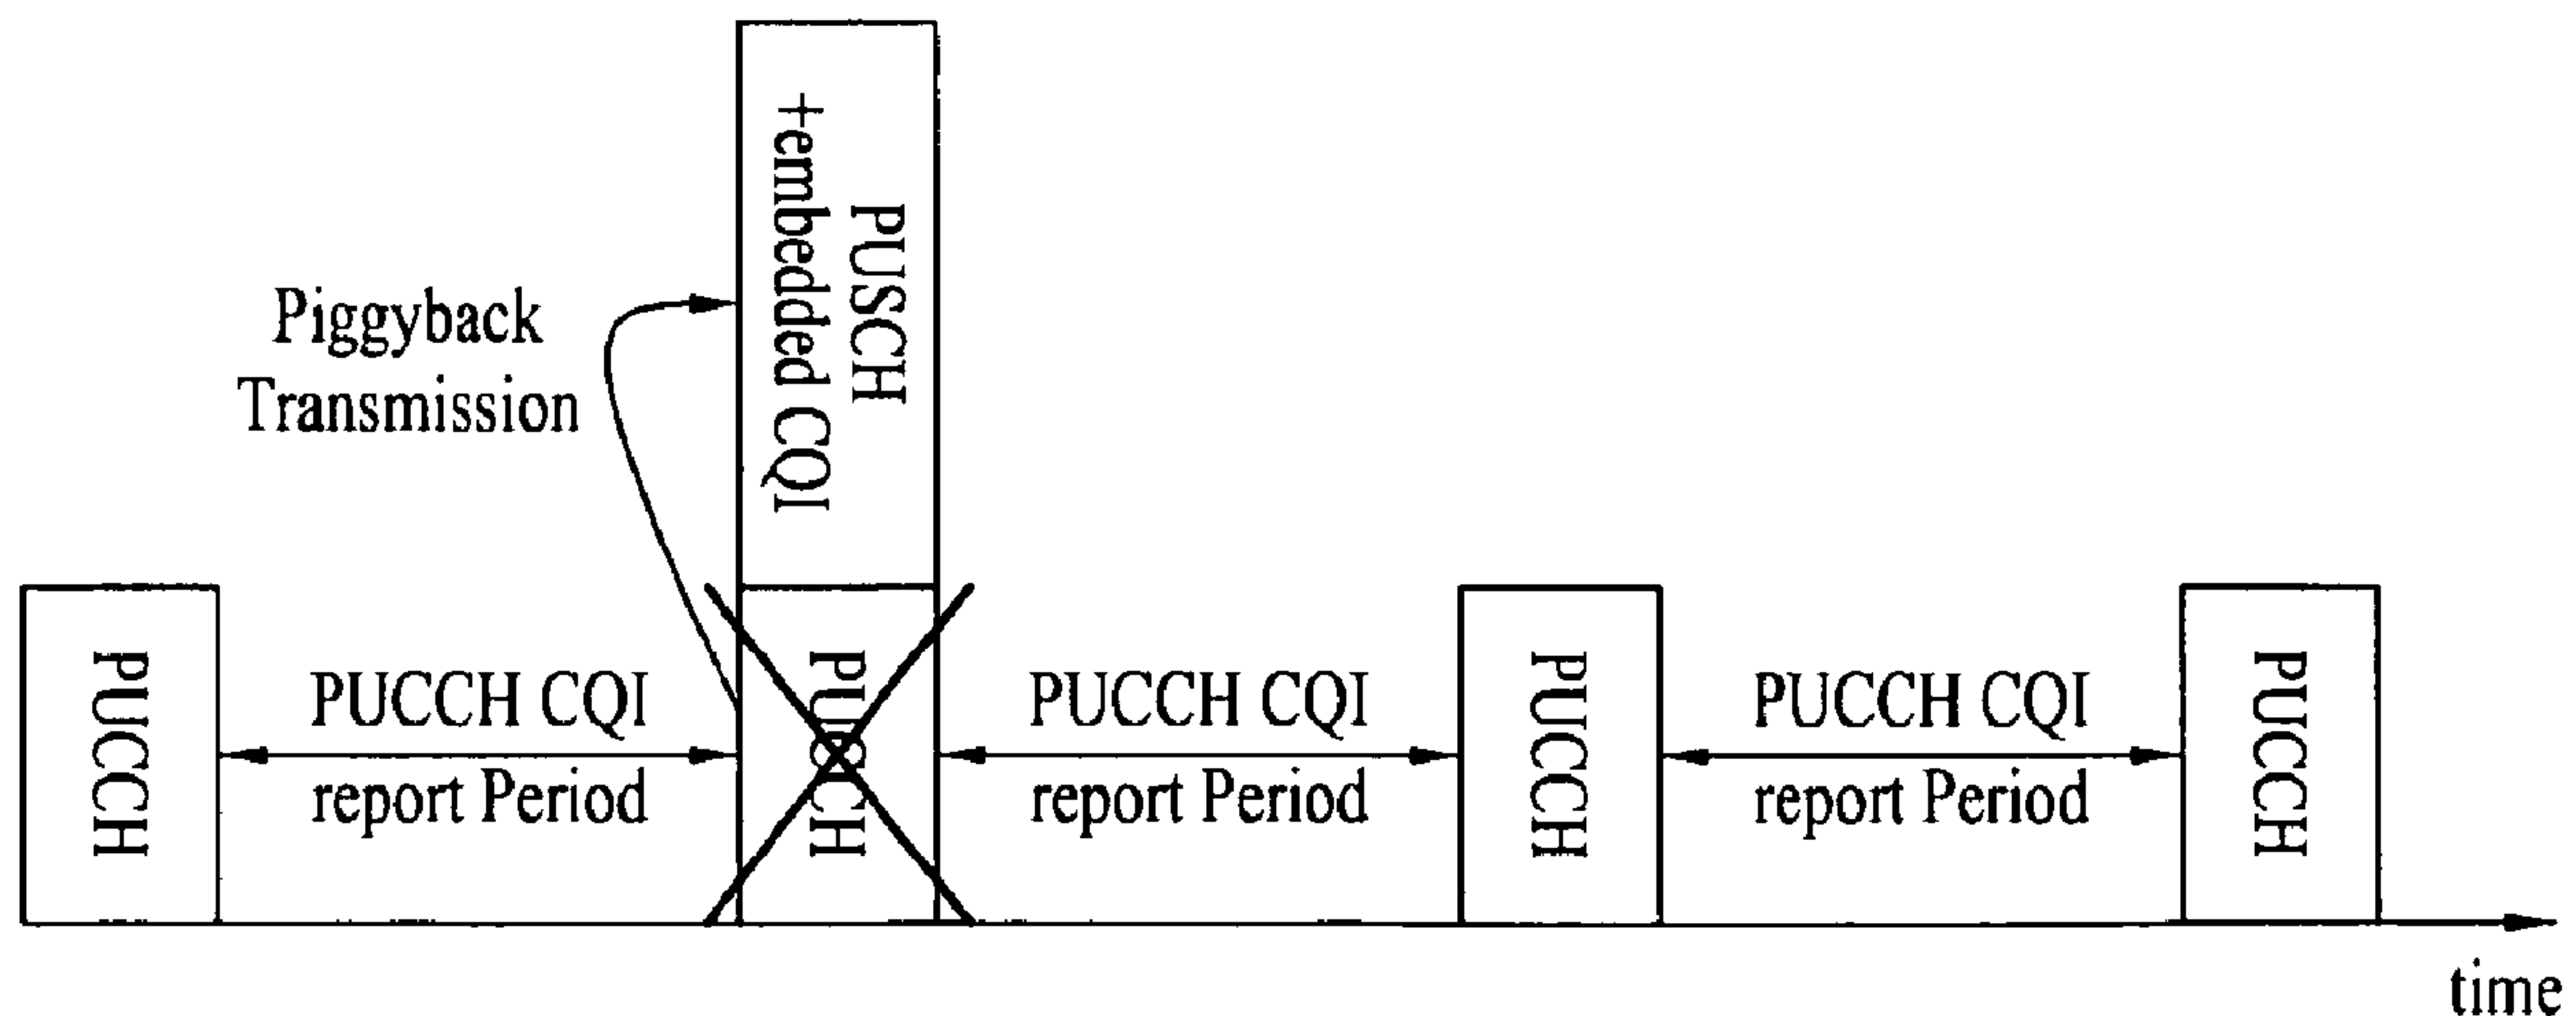 PUSCH
+embedded CQI
Piggyback
Transmission
PUCCH
PUCCH CQI
report Period
PUCCH
PUCCH CQI
report Period
PUCCH
PUCCH CQI
report Period
PUCCH
time